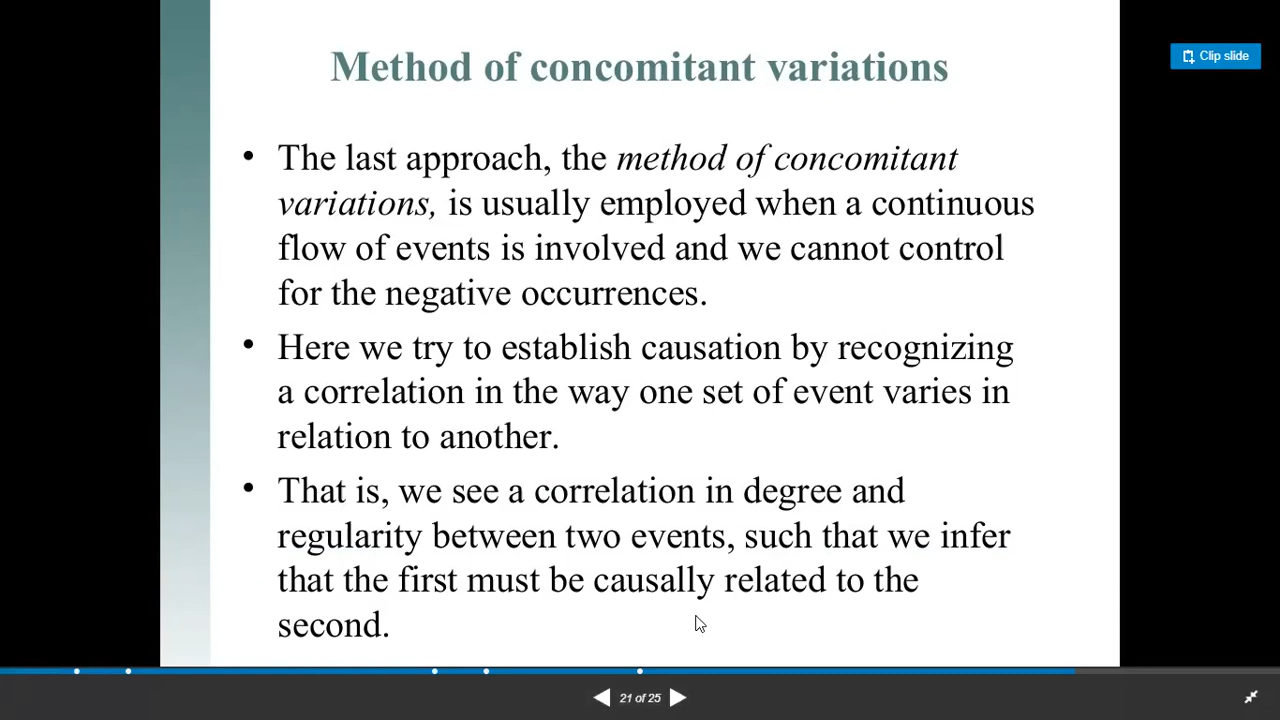 Method of concomitant variations
Clip slide
• The last approach, the method of concomitant
variations, is usually employed when a continuous
flow of events is involved and we cannot control
for the negative occurrences.
• Here we try to establish causation by recognizing
a correlation in the way one set of event varies in
relation to another.
• That is, we see a correlation in degree and
regularity between two events, such that we infer
that the first must be causally related to the
second.
21 of 25